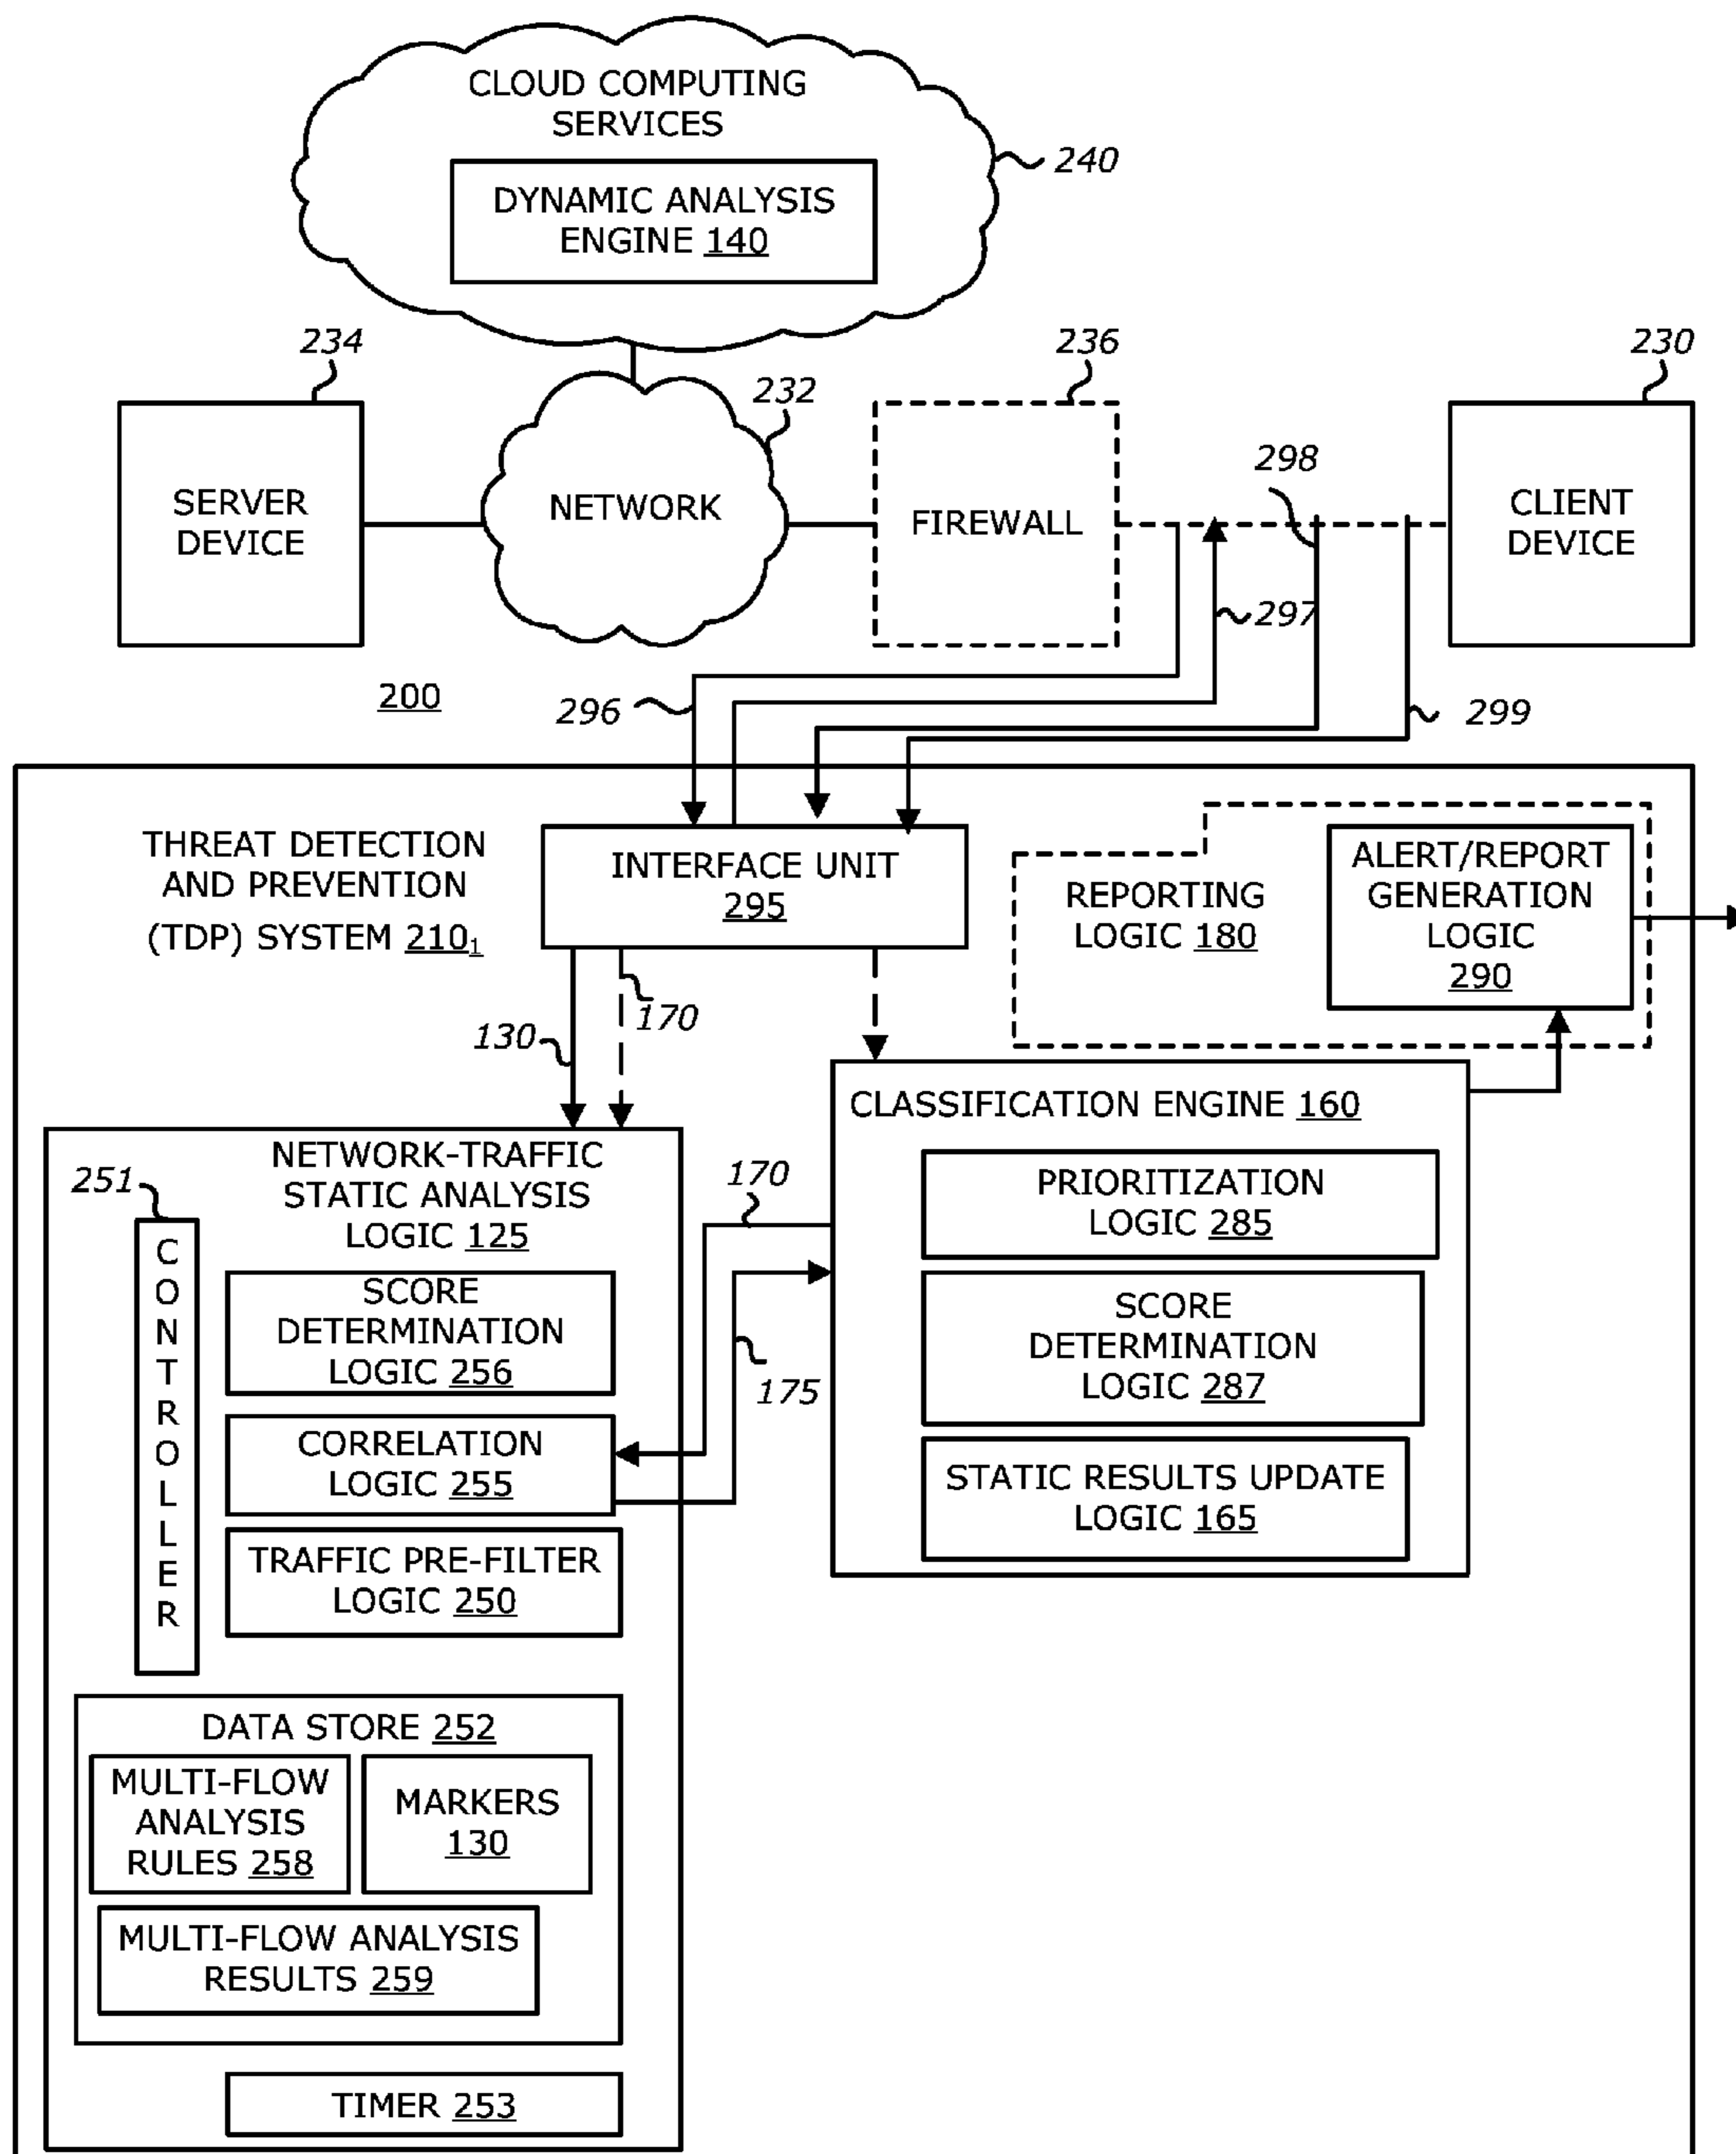 CLOUD COMPUTING
SERVICES
240
DYNAMIC ANALYSIS
ENGINE 140
234
232
236
230
SERVER
DEVICE
NETWORK
FIREWALL
298
CLIENT
DEVICE
297
200
296
299
THREAT DETECTION
AND PREVENTION
(TDP) SYSTEM 210₁
INTERFACE UNIT
295
REPORTING
LOGIC 180
ALERT/REPORT
GENERATION
LOGIC
290
130
170
NETWORK-TRAFFIC
STATIC ANALYSIS
LOGIC 125
251
CONTROLLER
SCORE
DETERMINATION
LOGIC 256
CORRELATION
LOGIC 255
TRAFFIC PRE-FILTER
LOGIC 250
170
175
CLASSIFICATION ENGINE 160
PRIORITIZATION
LOGIC 285
SCORE
DETERMINATION
LOGIC 287
STATIC RESULTS UPDATE
LOGIC 165
DATA STORE 252
MULTI-FLOW
ANALYSIS
RULES 258
MARKERS
130
MULTI-FLOW ANALYSIS
RESULTS 259
TIMER 253